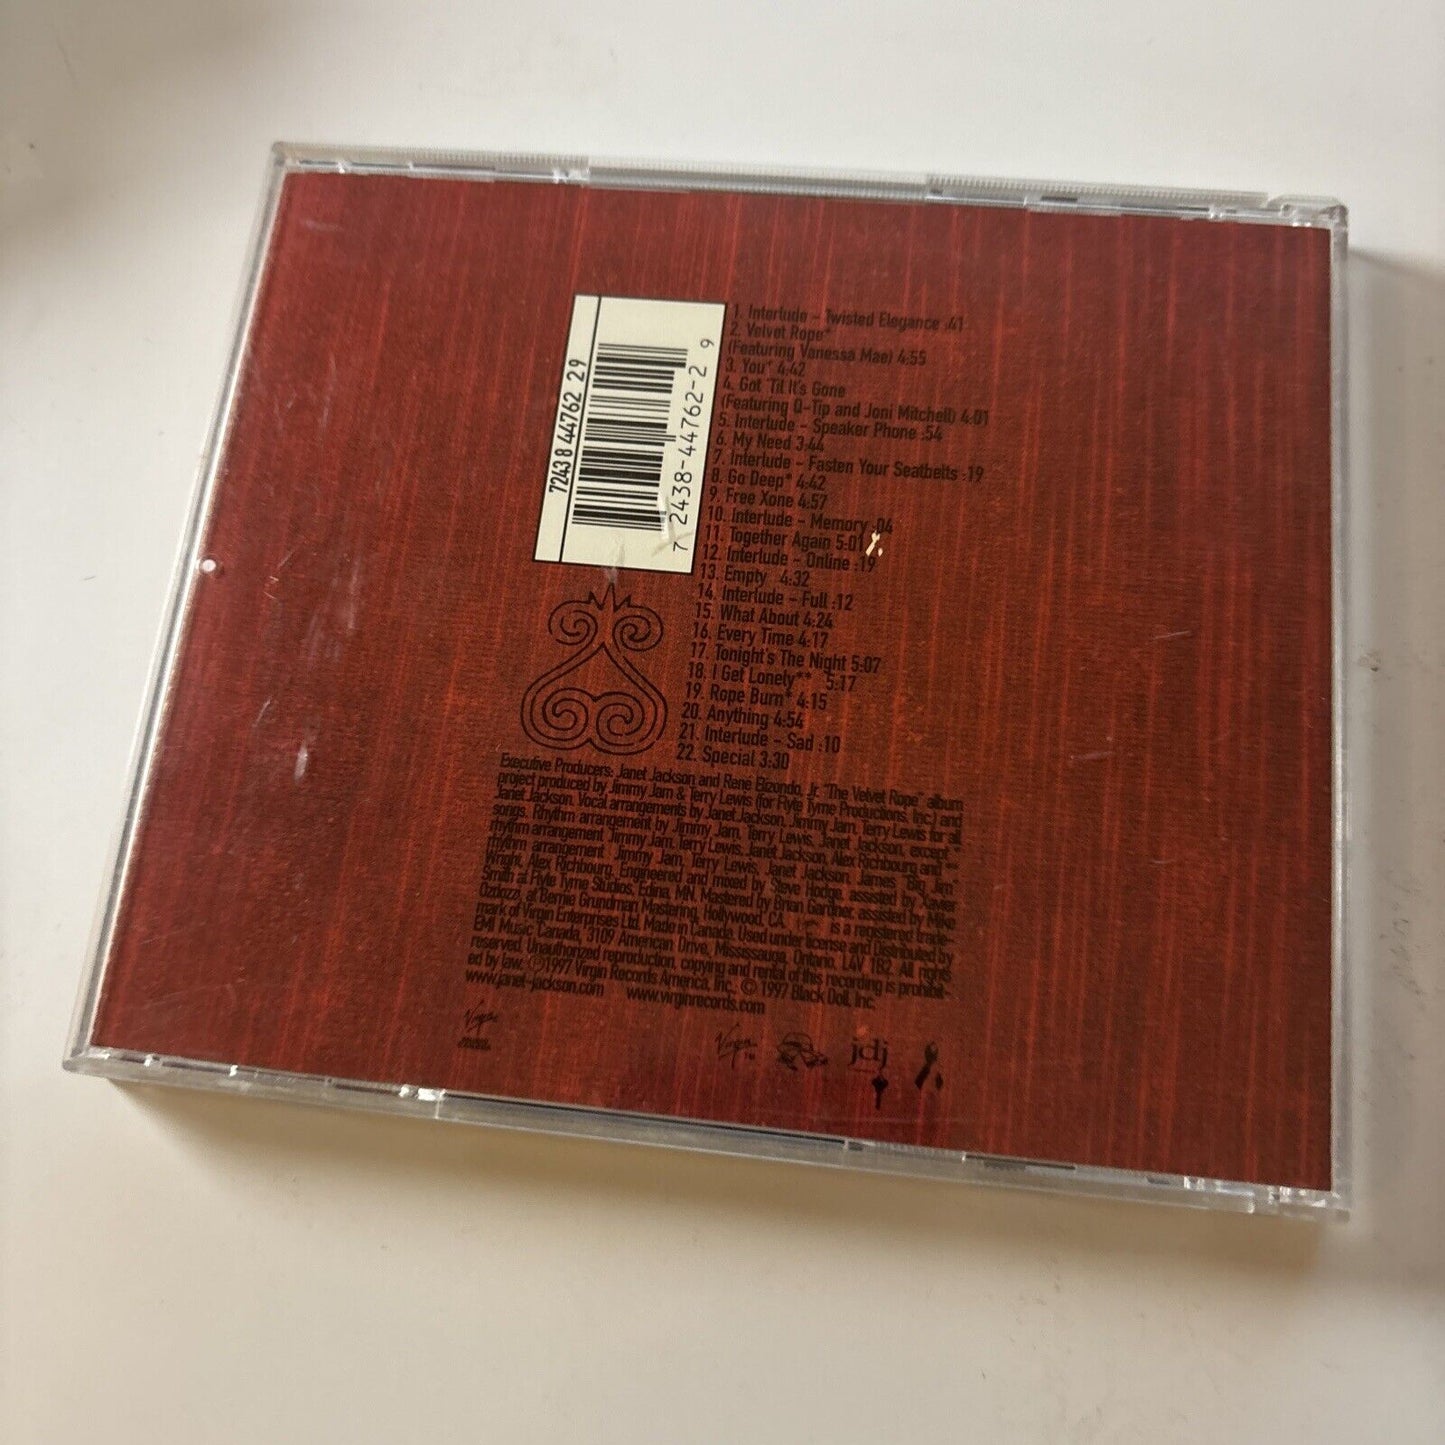 7243 8 44762 29
7 2438-44762-2 9
1. Interlude – Twisted Elegance :41
2. Velvet Rope*
(Featuring Vanessa Mae) 4:55
3. You* 4:42
4. Got 'Til It's Gone
(Featuring Q-Tip and Joni Mitchell) 4:01
5. Interlude – Speaker Phone :54
6. My Need 3:44
7. Interlude – Fasten Your Seatbelts :19
8. Go Deep* 4:42
9. Free Xone 4:57
10. Interlude – Memory :04
11. Together Again 5:01
12. Interlude – Online :19
13. Empty 4:32
14. Interlude – Full :12
15. What About 4:24
16. Every Time 4:17
17. Tonight's The Night 5:07
18. I Get Lonely** 5:17
19. Rope Burn* 4:15
20. Anything 4:54
21. Interlude – Sad :10
22. Special 3:30
Executive Producers: Janet Jackson and René Elizondo, Jr. "The Velvet Rope" album
project produced by Jimmy Jam & Terry Lewis (for Flyte Tyme Productions, Inc.) and
Janet Jackson. Vocal arrangements by Janet Jackson, Jimmy Jam, Terry Lewis for all
songs. Rhythm arrangement by Jimmy Jam, Terry Lewis, Janet Jackson, except *
rhythm arrangement Jimmy Jam, Terry Lewis, Janet Jackson, Alex Richbourg and **
rhythm arrangement Jimmy Jam, Terry Lewis, Janet Jackson, James "Big Jim"
Wright, Alex Richbourg. Engineered and mixed by Steve Hodge, assisted by Xavier
Smith at Flyte Tyme Studios, Edina, MN. Mastered by Brian Gardner, assisted by Mike
Ozdozzi, at Bernie Grundman Mastering, Hollywood, CA. Virgin is a registered trade-
mark of Virgin Enterprises Ltd. Made in Canada. Used under license and Distributed by
EMI Music Canada, 3109 American Drive, Mississauga, Ontario, L4V 1B2. All rights
reserved. Unauthorized reproduction, copying and rental of this recording is prohibit-
ed by law. ℗1997 Virgin Records America, Inc. © 1997 Black Doll, Inc.
www.janet-jackson.com www.virginrecords.com
Virgin
Virgin TM jdj